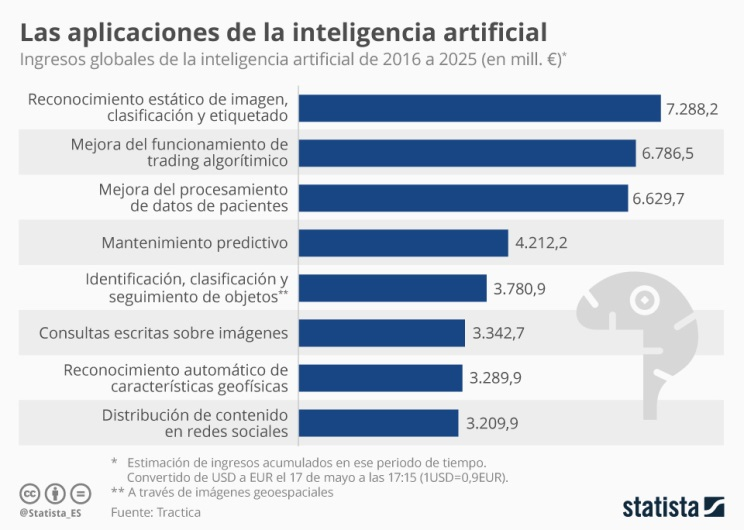 Las aplicaciones de la inteligencia artificial
Ingresos globales de la inteligencia artificial de 2016 a 2025 (en mill. €)*
Reconocimiento estático de imagen,
clasificación y etiquetado
7.288,2
Mejora del funcionamiento de
trading algorítimico
6.786,5
Mejora del procesamiento
de datos de pacientes
6.629,7
Mantenimiento predictivo
4.212,2
Identificación, clasificación y
seguimiento de objetos**
3.780,9
Consultas escritas sobre imágenes
3.342,7
Reconocimiento automático de
características geofísicas
3.289,9
Distribución de contenido
en redes sociales
3.209,9
* Estimación de ingresos acumulados en ese periodo de tiempo.
Convertido de USD a EUR el 17 de mayo a las 17:15 (1USD=0,9EUR).
** A través de imágenes geoespaciales
Fuente: Tractica
cc
@Statista_ES
statista